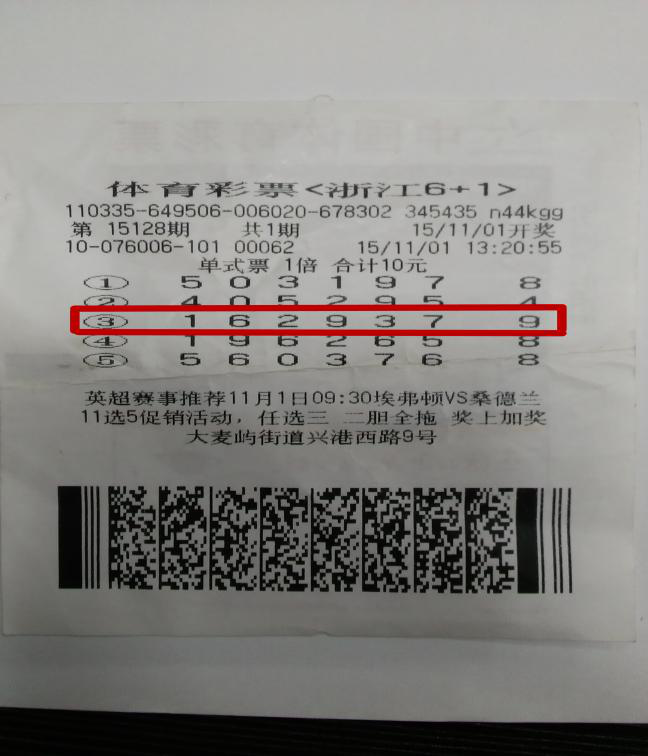 体育彩票<浙江6+1>
110335-649506-006020-678302 345435 n44kgg
第 15128期 共1期 15/11/01开奖
10-076006-101 00062 15/11/01 13:20:55
单式票 1倍 合计10元
① 5 0 3 1 9 7 8
② 4 0 5 2 9 5 4
③ 1 6 2 9 3 7 9
④ 1 9 6 2 6 5 8
⑤ 5 6 0 3 7 6 8
英超赛事推荐11月1日09:30埃弗顿VS桑德兰
11选5促销活动，任选三 二胆全拖 奖上加奖
大麦屿街道兴港西路9号